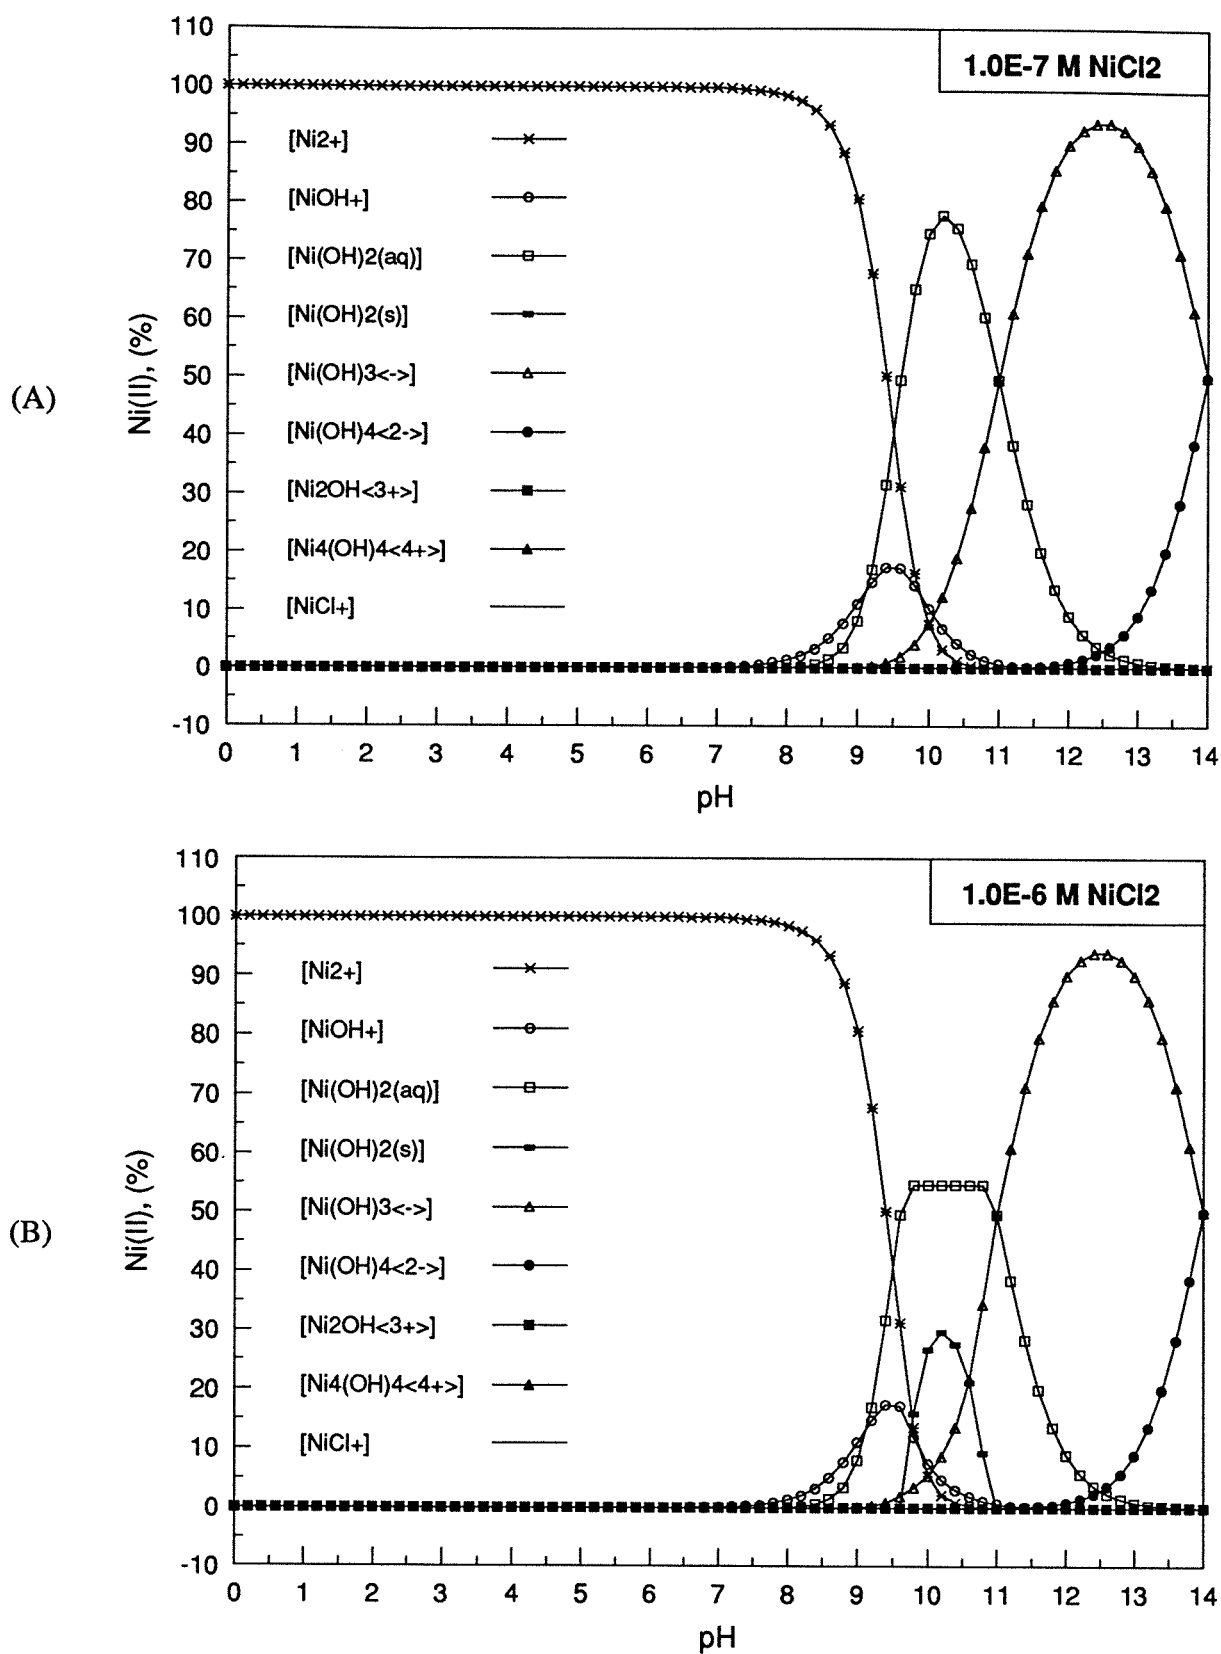 110
1.0E-7 M NiCl2
100
90
[Ni2+]
80
[NiOH+]
70
[Ni(OH)2(aq)]
60
[Ni(OH)2(s)]
50
[Ni(OH)3<->]
40
[Ni(OH)4<2->]
30
[Ni2OH<3+>]
20
[Ni4(OH)4<4+>]
10
[NiCl+]
0
-10
Ni(II), (%)
(A)
0 1 2 3 4 5 6 7 8 9 10 11 12 13 14
pH
110
1.0E-6 M NiCl2
100
90
[Ni2+]
80
[NiOH+]
70
[Ni(OH)2(aq)]
60
[Ni(OH)2(s)]
50
[Ni(OH)3<->]
40
[Ni(OH)4<2->]
30
[Ni2OH<3+>]
20
[Ni4(OH)4<4+>]
10
[NiCl+]
0
-10
Ni(II), (%)
(B)
0 1 2 3 4 5 6 7 8 9 10 11 12 13 14
pH